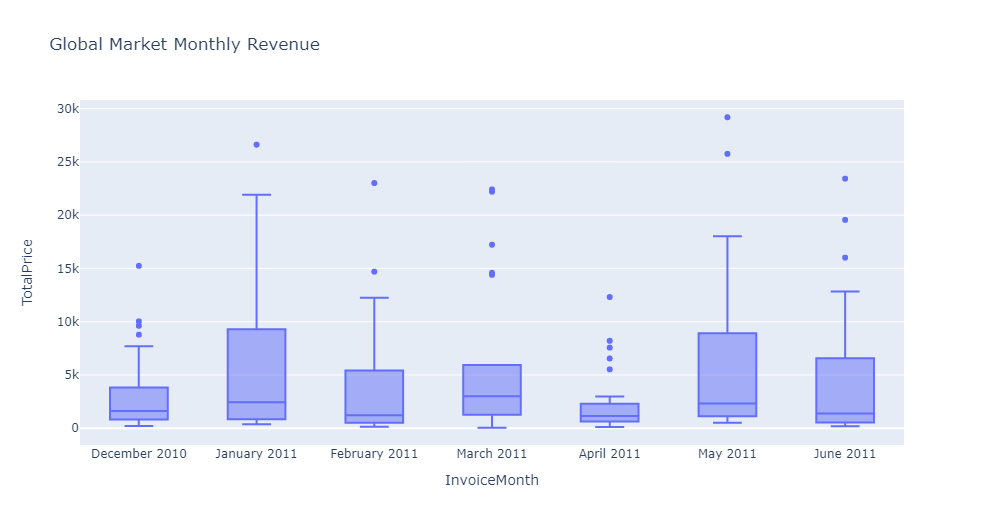 Global Market Monthly Revenue
TotalPrice
30k
25k
20k
15k
10k
5k
0
December 2010
January 2011
February 2011
March 2011
April 2011
May 2011
June 2011
InvoiceMonth